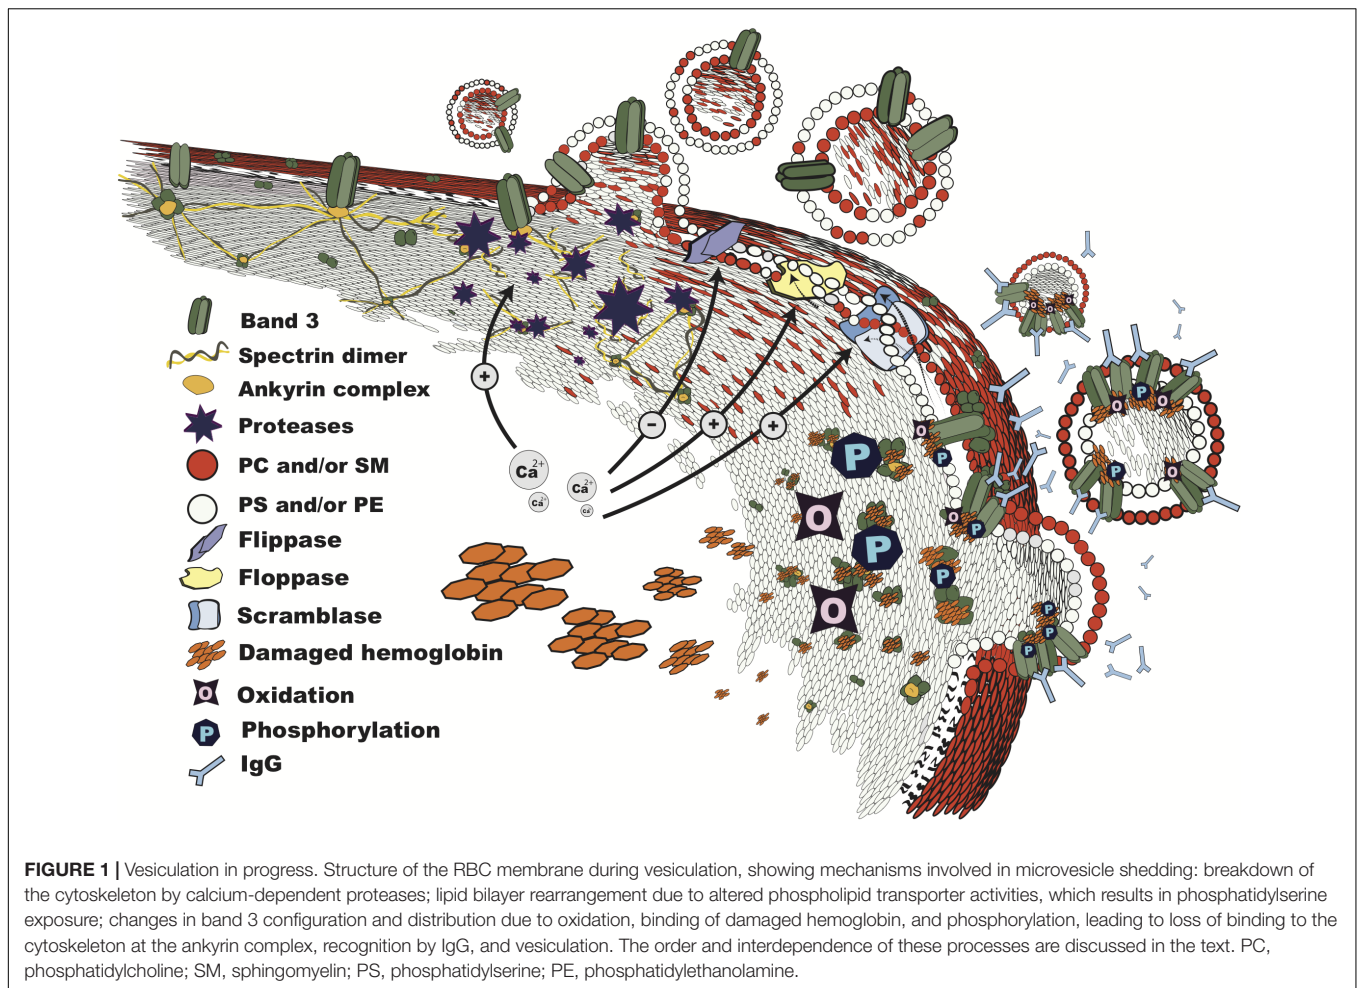 Band 3
Spectrin dimer
Ankyrin complex
Proteases
PC and/or SM
PS and/or PE
Flippase
Floppase
Scramblase
Damaged hemoglobin
O Oxidation
P Phosphorylation
IgG
+
−
+
+
Ca2+
Ca2+
Ca2+
Ca
P
O
P
O
O
P
O
P
P
P
P
P
O
O
O
P
O
P
O
FIGURE 1 | Vesiculation in progress. Structure of the RBC membrane during vesiculation, showing mechanisms involved in microvesicle shedding: breakdown of
the cytoskeleton by calcium-dependent proteases; lipid bilayer rearrangement due to altered phospholipid transporter activities, which results in phosphatidylserine
exposure; changes in band 3 configuration and distribution due to oxidation, binding of damaged hemoglobin, and phosphorylation, leading to loss of binding to the
cytoskeleton at the ankyrin complex, recognition by IgG, and vesiculation. The order and interdependence of these processes are discussed in the text. PC,
phosphatidylcholine; SM, sphingomyelin; PS, phosphatidylserine; PE, phosphatidylethanolamine.